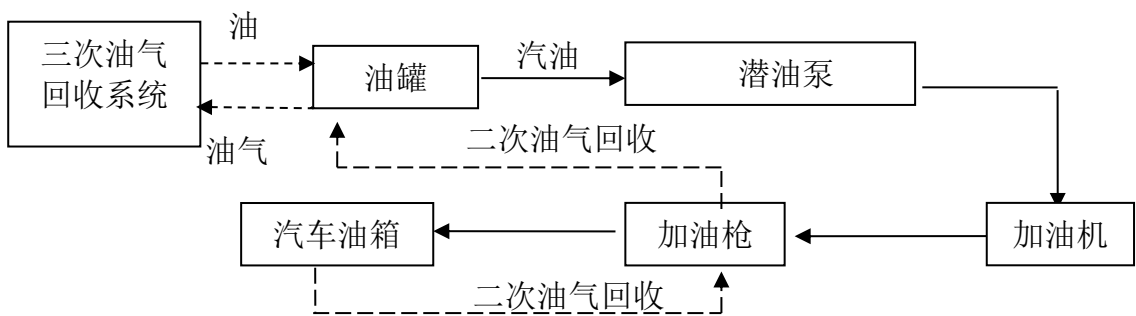 油
三次油气
回收系统
油罐
汽油
潜油泵
油气
二次油气回收
汽车油箱
加油枪
加油机
二次油气回收